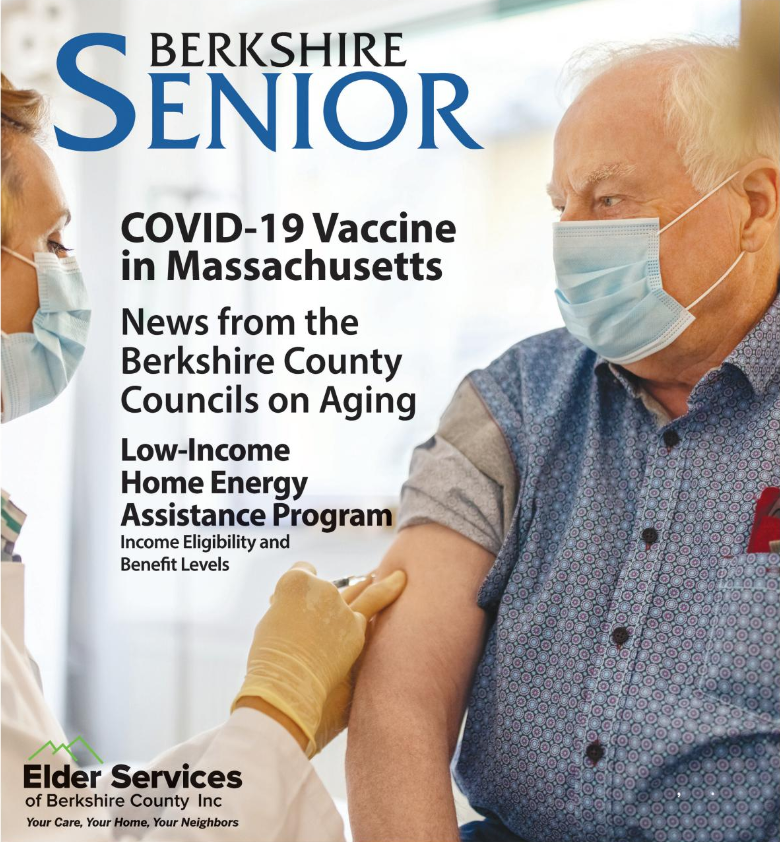 BERKSHIRE
SENIOR
COVID-19 Vaccine
in Massachusetts
News from the
Berkshire County
Councils on Aging
Low-Income
Home Energy
Assistance Program
Income Eligibility and
Benefit Levels
Elder Services
of Berkshire County Inc
Your Care, Your Home, Your Neighbors